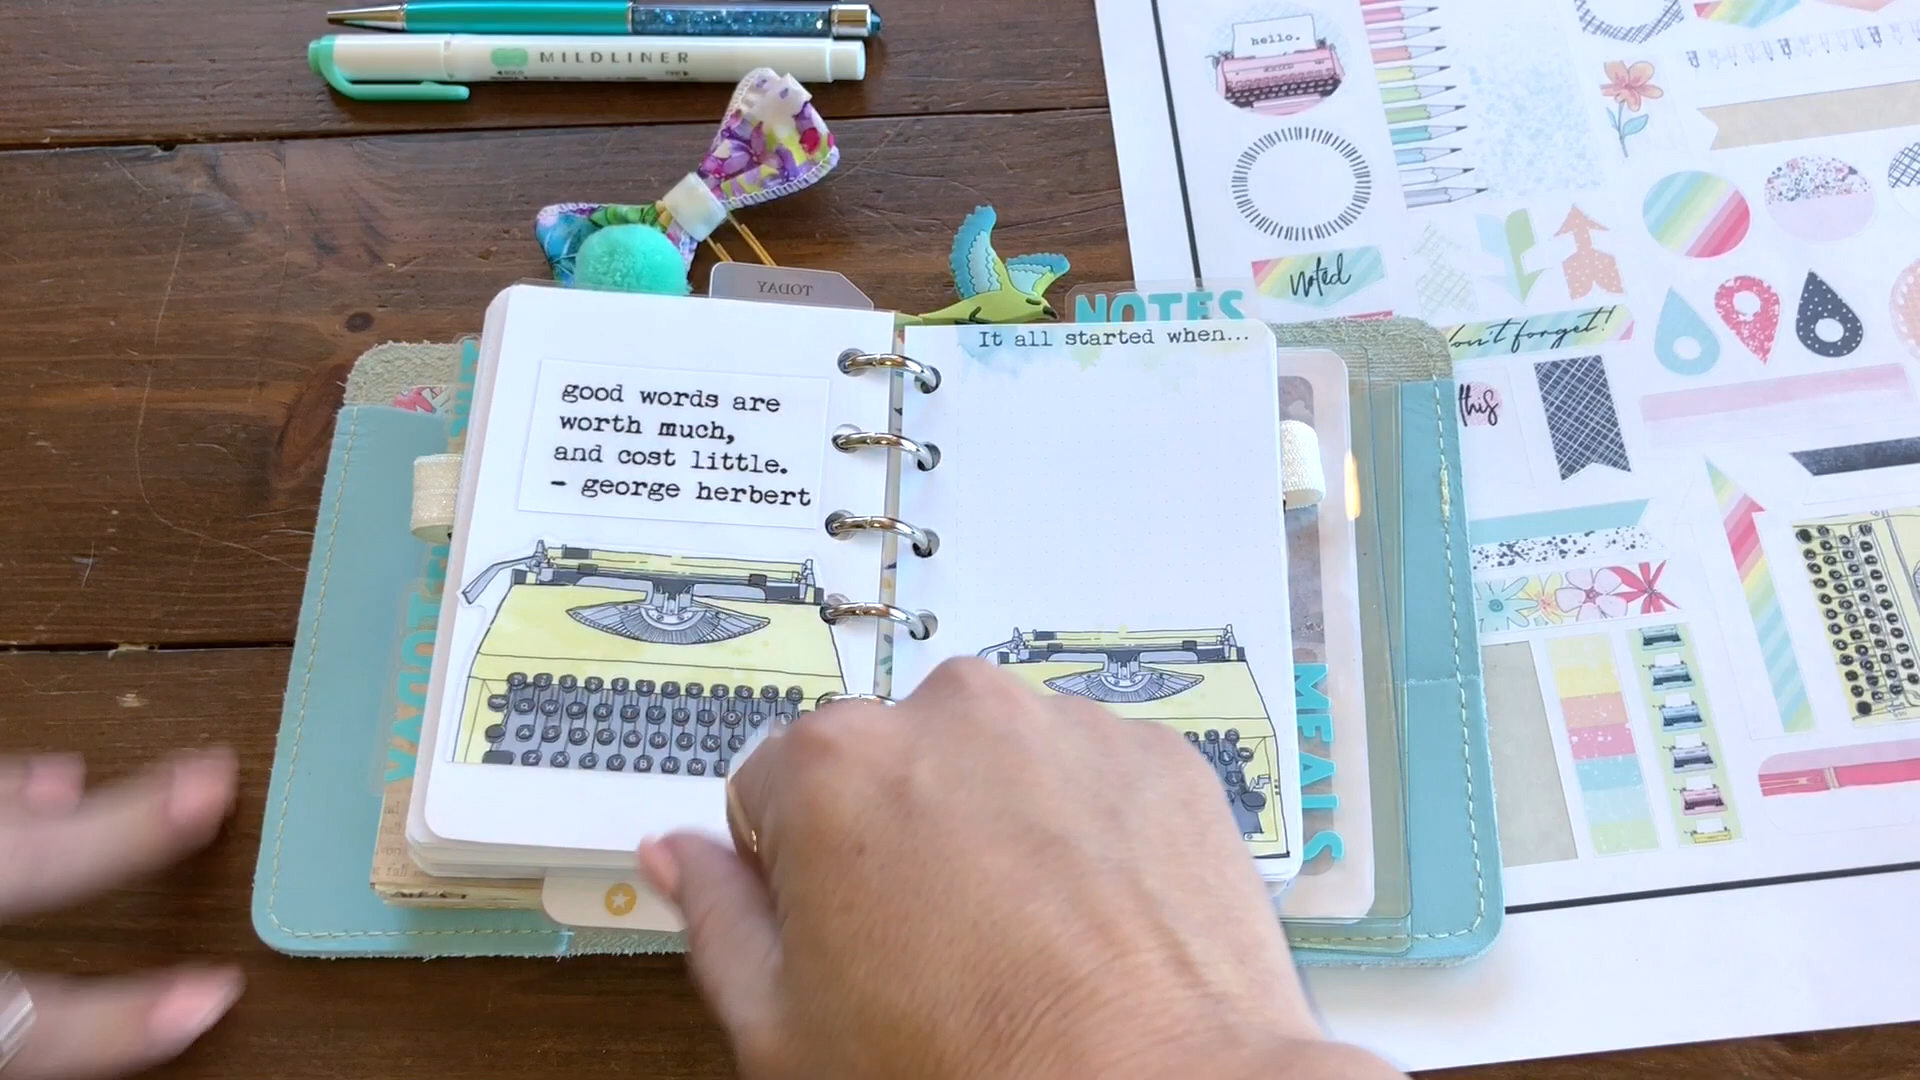 MILDLINER
hello.
TODAY
NOTES
noted
It all started when...
don't forget!
good words are
worth much,
and cost little.
- george herbert
this
MEALS
Q W E R T Y U I O P
A S D F G H J K L
Z X C V B N M